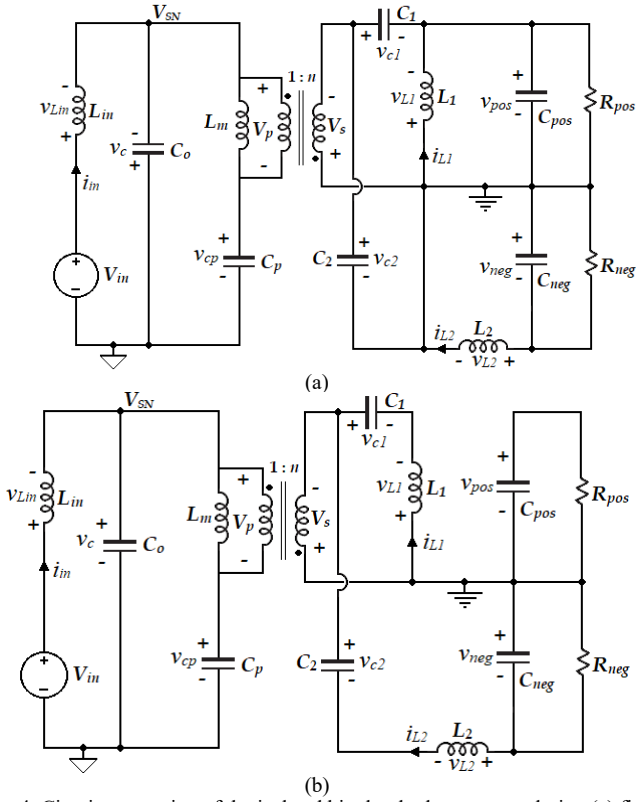 V_SN
C_1
+ -
v_c1
-
v_Lin L_in
+
i_in
-
v_c C_o
+
L_m
+
V_p
-
1 : n
-
V_s
+
-
v_L1 L_1
+
i_L1
+
v_pos
-
C_pos
R_pos
V_in
+
-
v_cp
+
-
C_p
C_2
+
-
v_c2
+
v_neg
-
C_neg
R_neg
i_L2
L_2
- v_L2 +
(a)
V_SN
C_1
+ -
v_c1
-
v_Lin L_in
+
i_in
+
v_c C_o
-
L_m
+
V_p
-
1 : n
-
V_s
+
-
v_L1 L_1
+
i_L1
+
v_pos
-
C_pos
R_pos
V_in
+
-
v_cp
+
-
C_p
C_2
+
-
v_c2
+
v_neg
-
C_neg
R_neg
i_L2
L_2
- v_L2 +
(b)